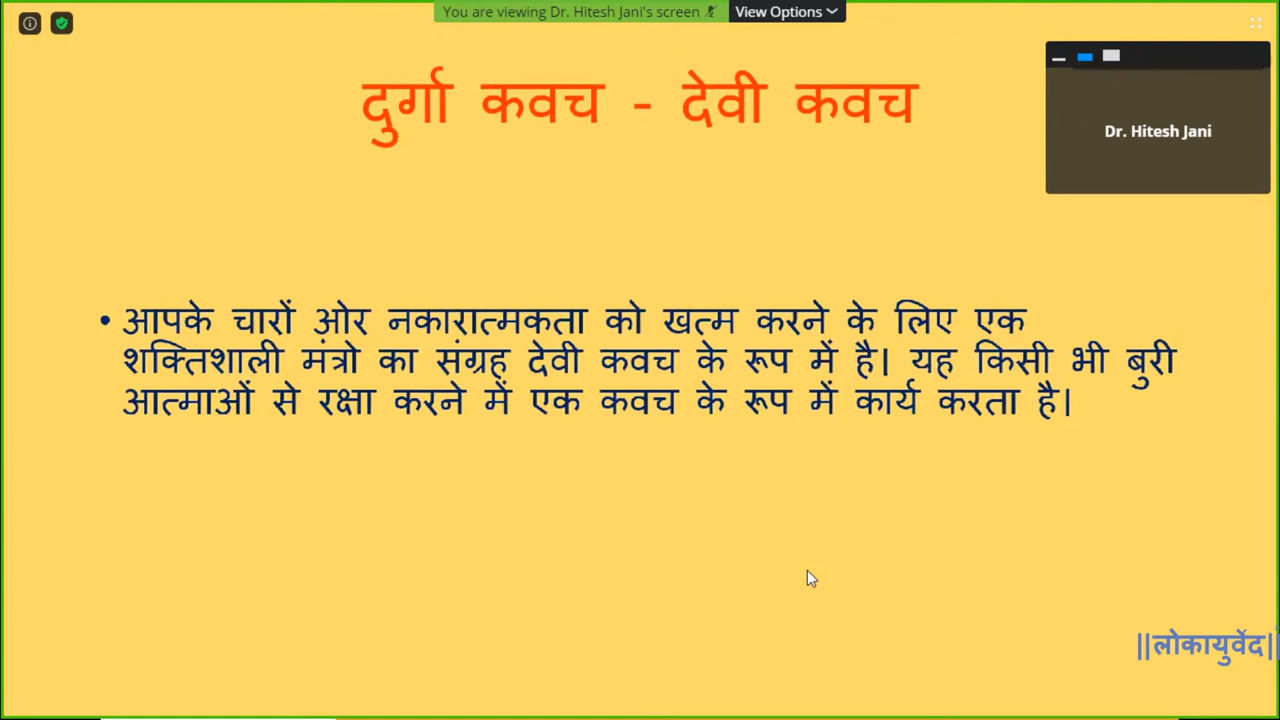 You are viewing Dr. Hitesh Jani's screen
View Options
दुर्गा कवच - देवी कवच
Dr. Hitesh Jani
• आपके चारों ओर नकारात्मकता को खत्म करने के लिए एक
शक्तिशाली मंत्रो का संग्रह देवी कवच के रूप में है। यह किसी भी बुरी
आत्माओं से रक्षा करने में एक कवच के रूप में कार्य करता है।
||लोकायुर्वेद||